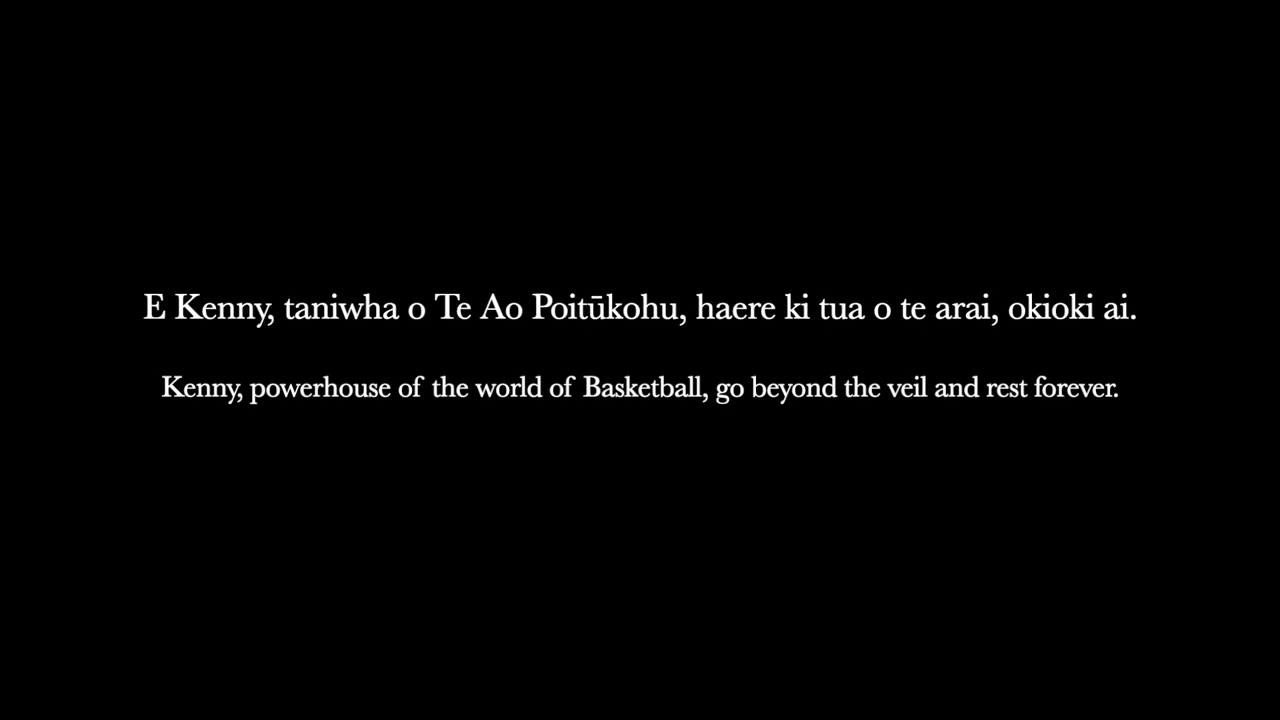 E Kenny, taniwha o Te Ao Poitūkohu, haere ki tua o te arai, okioki ai.
Kenny, powerhouse of the world of Basketball, go beyond the veil and rest forever.